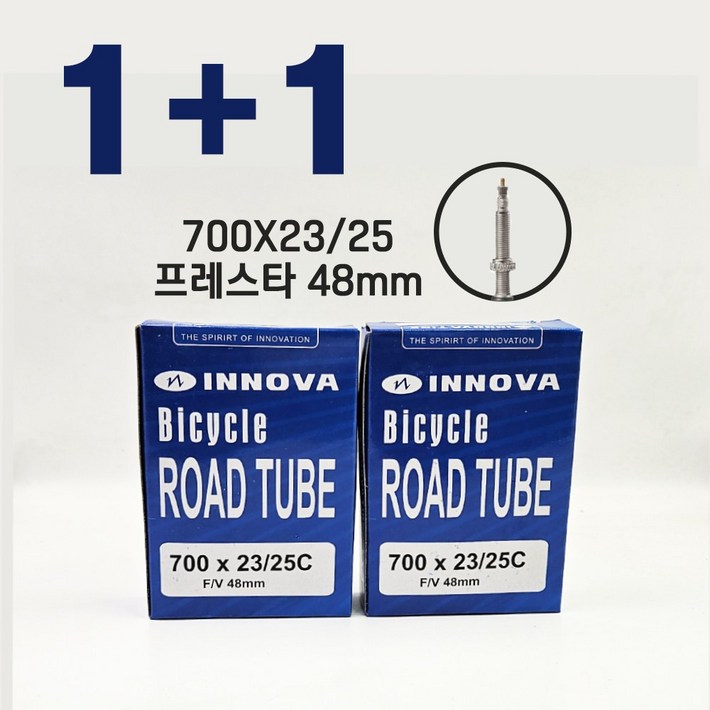 1+1
700X23/25
프레스타 48mm
THE SPIRIRT OF INNOVATION
INNOVA
Bicycle
ROAD TUBE
700 x 23/25C
F/V 48mm
THE SPIRIRT OF INNOVATION
INNOVA
Bicycle
ROAD TUBE
700 x 23/25C
F/V 48mm